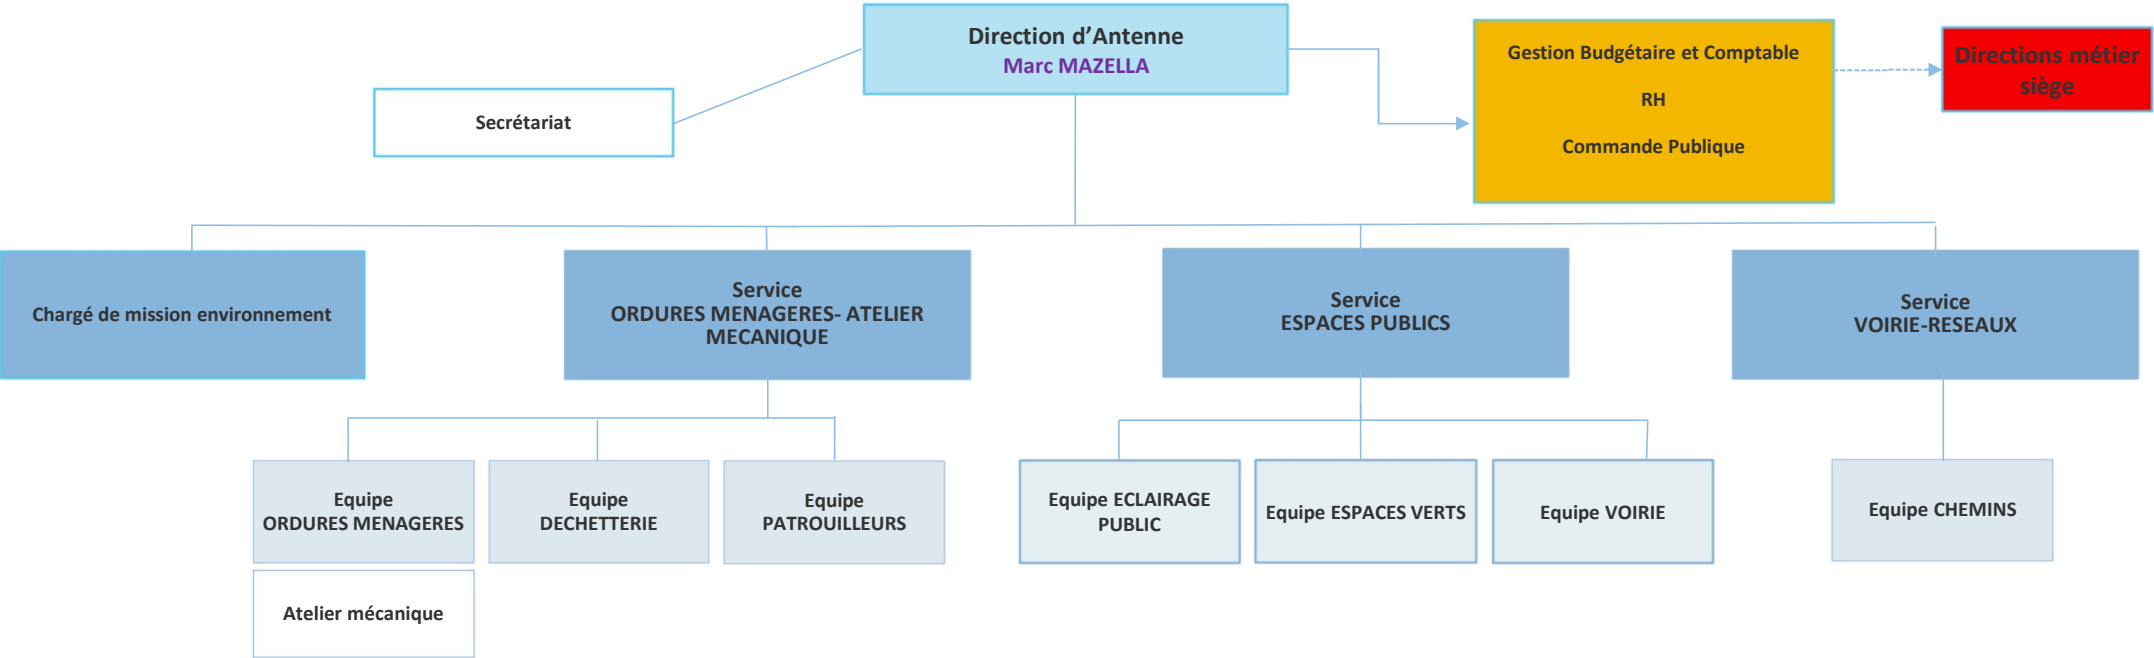 Direction d’Antenne
Marc MAZELLA
Secrétariat
Gestion Budgétaire et Comptable
RH
Commande Publique
Directions métier
siège
Chargé de mission environnement
Service
ORDURES MENAGERES- ATELIER
MECANIQUE
Service
ESPACES PUBLICS
Service
VOIRIE-RESEAUX
Equipe
ORDURES MENAGERES
Equipe
DECHETTERIE
Equipe
PATROUILLEURS
Equipe ECLAIRAGE
PUBLIC
Equipe ESPACES VERTS
Equipe VOIRIE
Equipe CHEMINS
Atelier mécanique